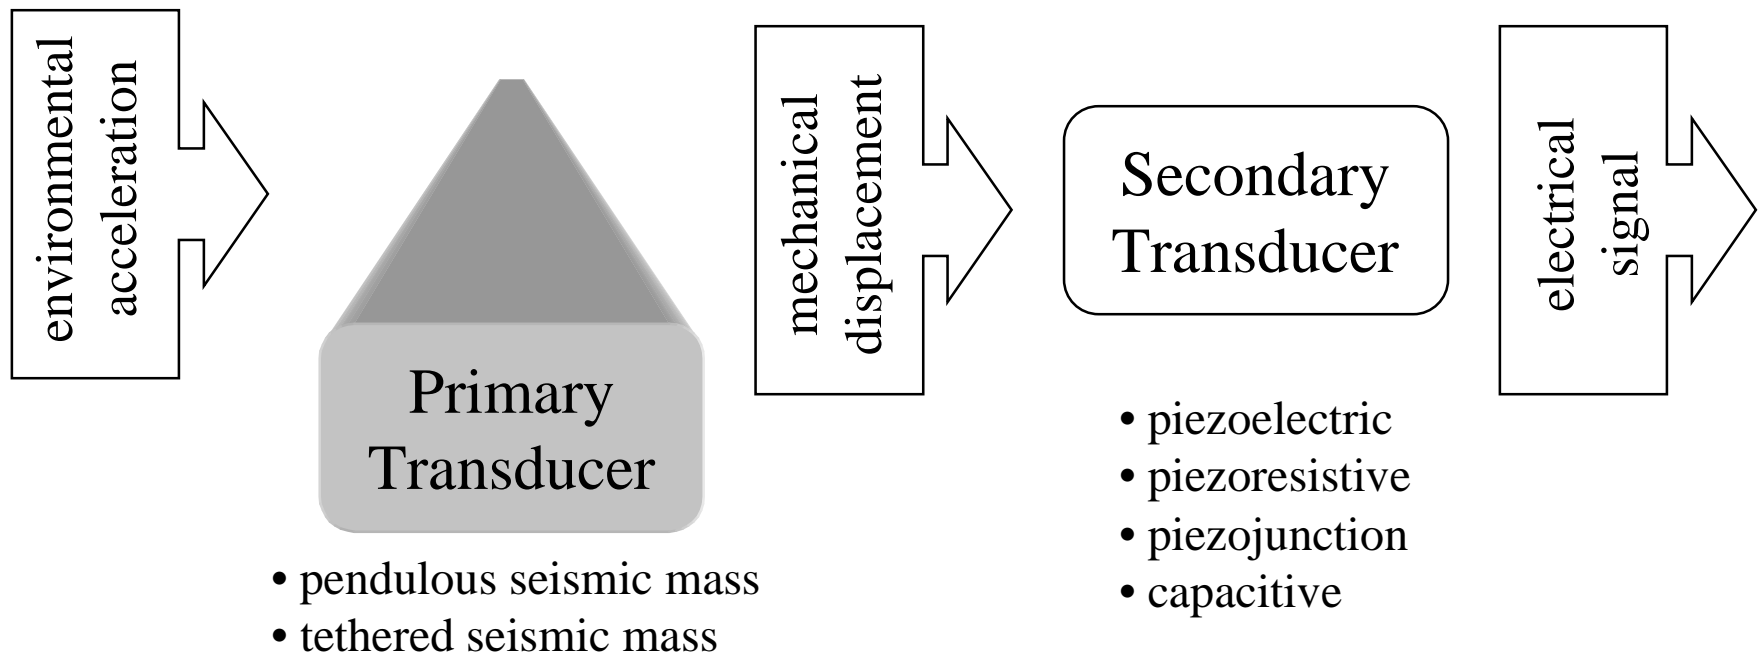 environmental
acceleration
Primary
Transducer
• pendulous seismic mass
• tethered seismic mass
mechanical
displacement
Secondary
Transducer
• piezoelectric
• piezoresistive
• piezojunction
• capacitive
electrical
signal